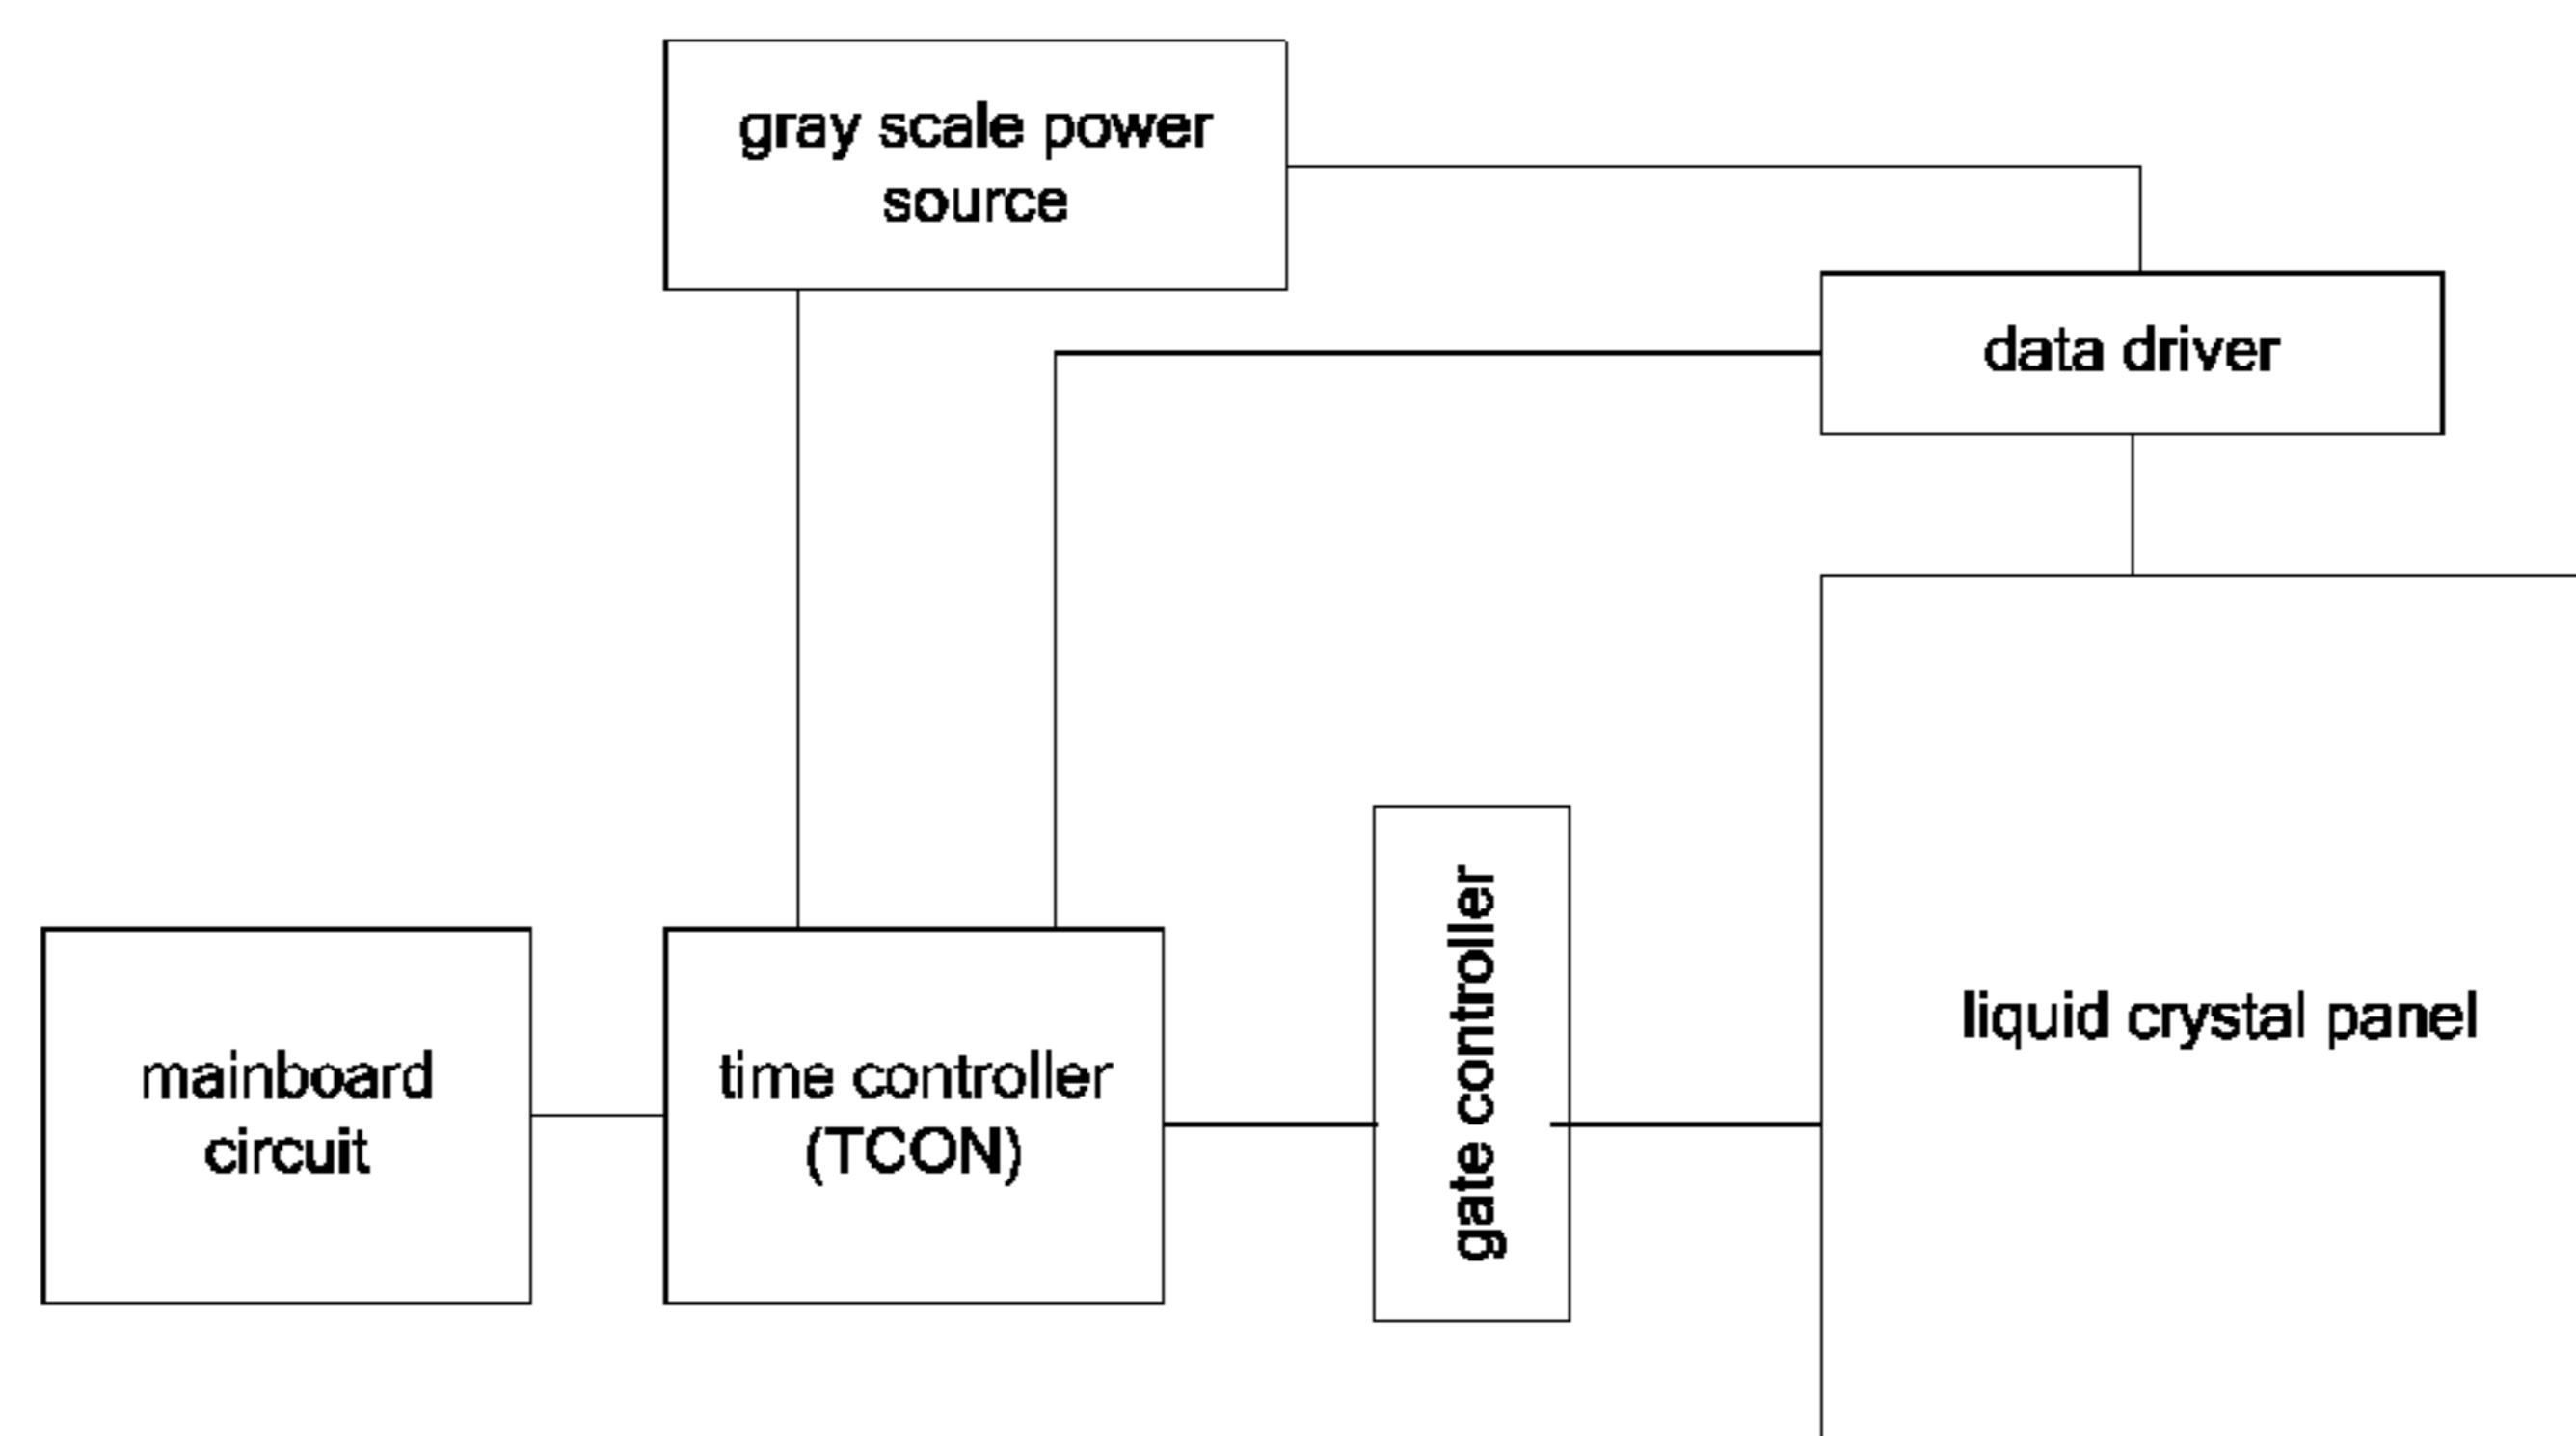 gray scale power
source
data driver
gate controller
liquid crystal panel
mainboard
circuit
time controller
(TCON)